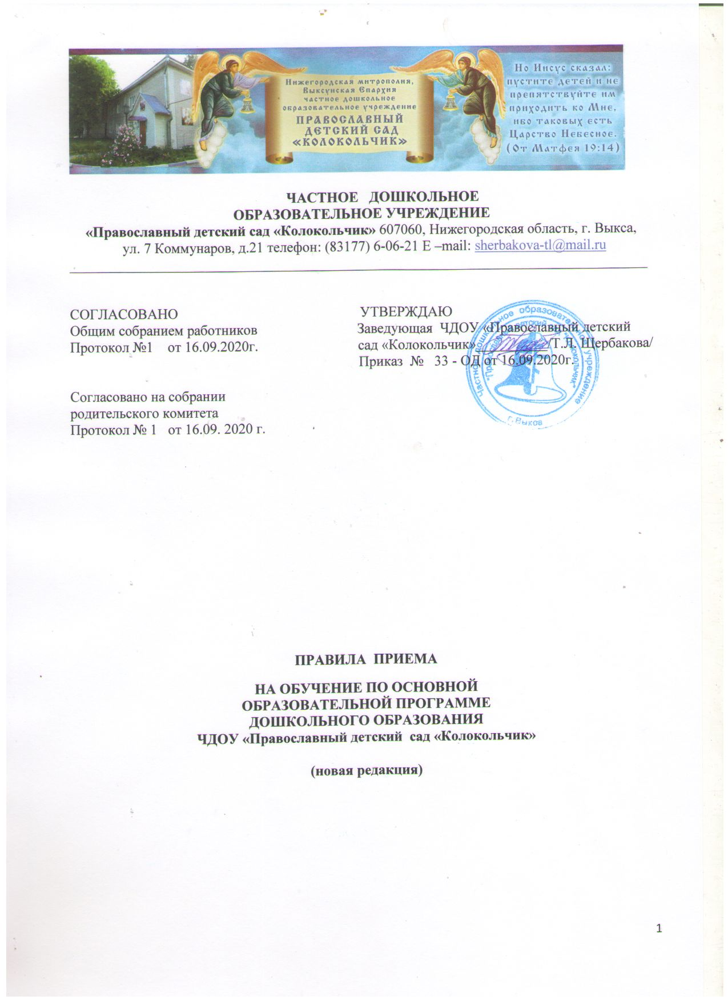 Нижегородская митрополия,
Выксунская Епархия
частное дошкольное
образовательное учреждение
ПРАВОСЛАВНЫЙ
ДЕТСКИЙ САД
«КОЛОКОЛЬЧИК»
Но Иисус сказал:
пустите детей и не
препятствуйте им
приходить ко Мне,
ибо таковых есть
Царство Небесное.
(От Матфея 19:14)
ЧАСТНОЕ ДОШКОЛЬНОЕ
ОБРАЗОВАТЕЛЬНОЕ УЧРЕЖДЕНИЕ
«Православный детский сад «Колокольчик» 607060, Нижегородская область, г. Выкса,
ул. 7 Коммунаров, д.21 телефон: (83177) 6-06-21 E –mail: sherbakova-tl@mail.ru
СОГЛАСОВАНО
Общим собранием работников
Протокол №1 от 16.09.2020г.
Согласовано на собрании
родительского комитета
Протокол № 1 от 16.09. 2020 г.
УТВЕРЖДАЮ
Заведующая ЧДОУ «Православный детский
сад «Колокольчик»__________/Т.Л. Щербакова/
Приказ № 33 - ОД от 16.09.2020г.
Частное дошкольное образовательное учреждение
"Православный детский сад "Колокольчик"
ПРАВИЛА ПРИЕМА
НА ОБУЧЕНИЕ ПО ОСНОВНОЙ
ОБРАЗОВАТЕЛЬНОЙ ПРОГРАММЕ
ДОШКОЛЬНОГО ОБРАЗОВАНИЯ
ЧДОУ «Православный детский сад «Колокольчик»
(новая редакция)
1